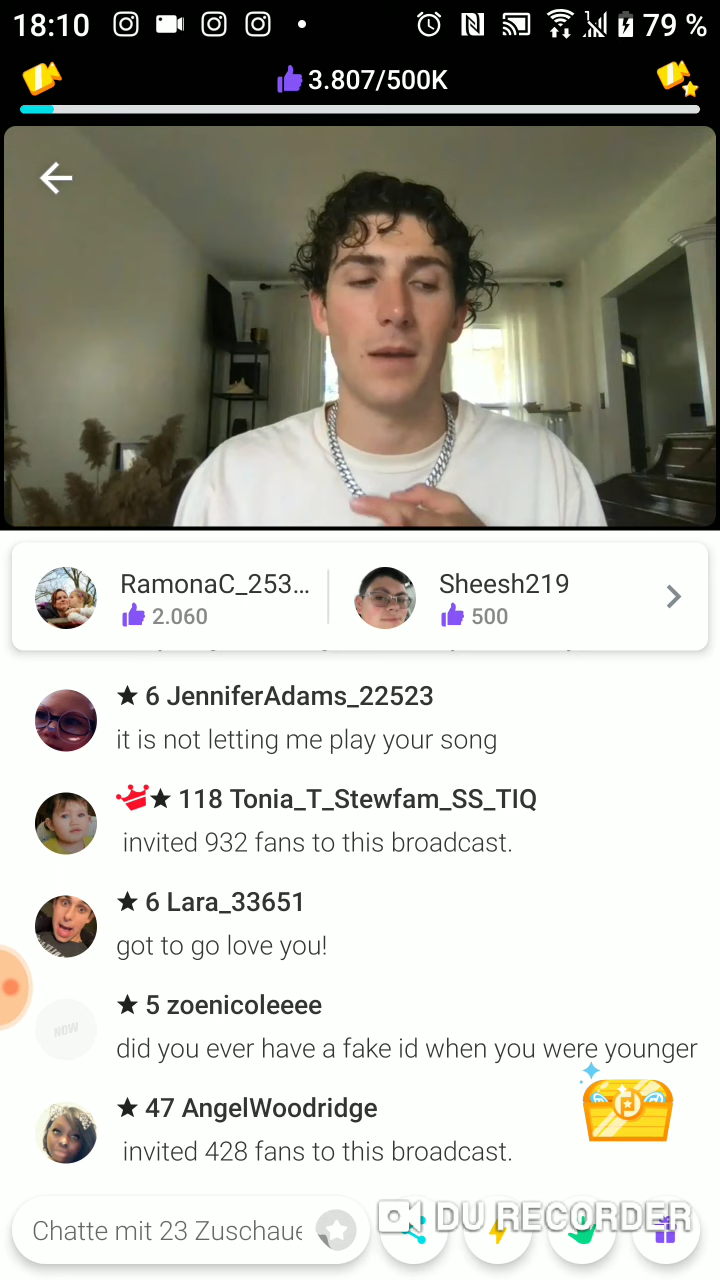 18:10 79 %
3.807/500K
RamonaC_253... Sheesh219
2.060 500
★ 6 JenniferAdams_22523
it is not letting me play your song
★ 118 Tonia_T_Stewfam_SS_TIQ
invited 932 fans to this broadcast.
★ 6 Lara_33651
got to go love you!
★ 5 zoenicoleeee
NOW
did you ever have a fake id when you were younger
★ 47 AngelWoodridge
invited 428 fans to this broadcast.
Chatte mit 23 Zuschaue
DU RECORDER